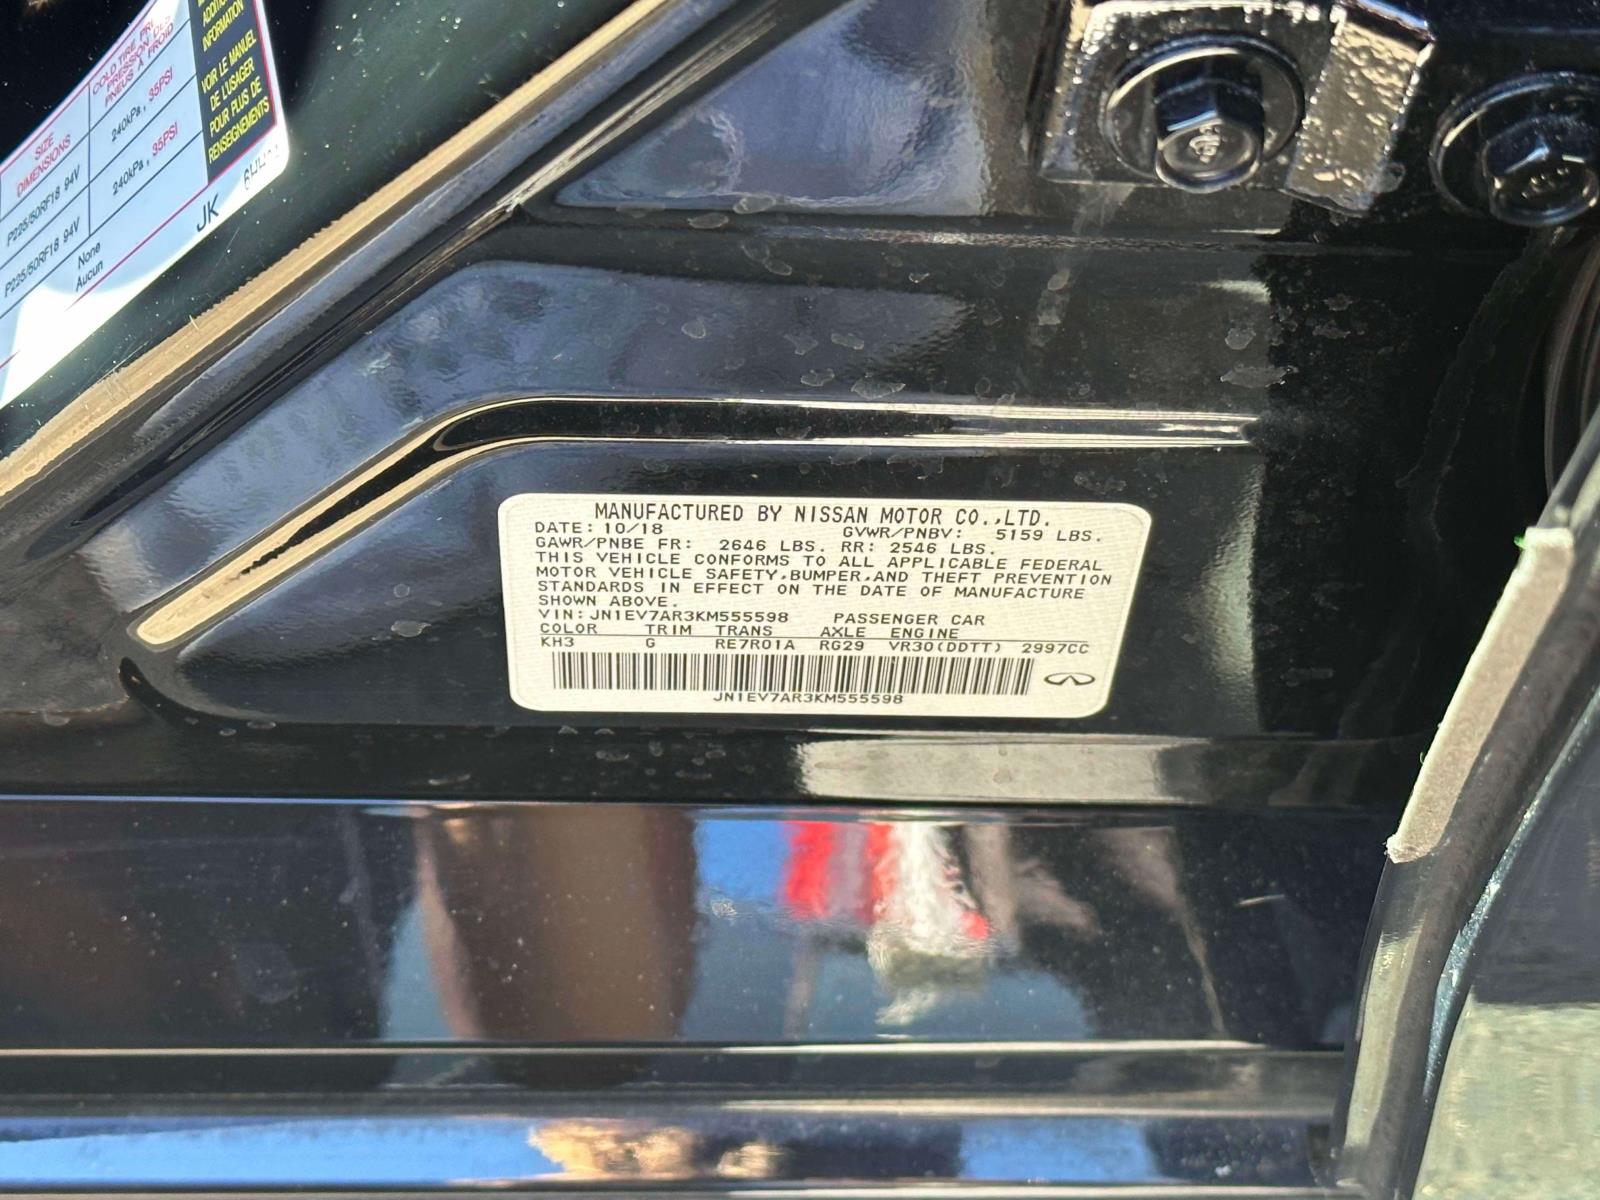 ADDITIONAL
INFORMATION
VOIR LE MANUEL
DE L'USAGER
POUR PLUS DE
RENSEIGNEMENTS
SIZE
DIMENSIONS
COLD TIRE
PRESSION DES
PNEUS À FROID
P225/50RF18 94V 240kPa, 35PSI
P225/50RF18 94V 240kPa, 35PSI
None
Aucun
JK
MANUFACTURED BY NISSAN MOTOR CO.,LTD.
DATE: 10/18 GVWR/PNBV: 5159 LBS.
GAWR/PNBE FR: 2646 LBS. RR: 2546 LBS.
THIS VEHICLE CONFORMS TO ALL APPLICABLE FEDERAL
MOTOR VEHICLE SAFETY,BUMPER,AND THEFT PREVENTION
STANDARDS IN EFFECT ON THE DATE OF MANUFACTURE
SHOWN ABOVE.
VIN: JN1EV7AR3KM555598 PASSENGER CAR
COLOR TRIM TRANS AXLE ENGINE
KH3 G RE7R01A RG29 VR30(DDTT) 2997CC
JN1EV7AR3KM555598